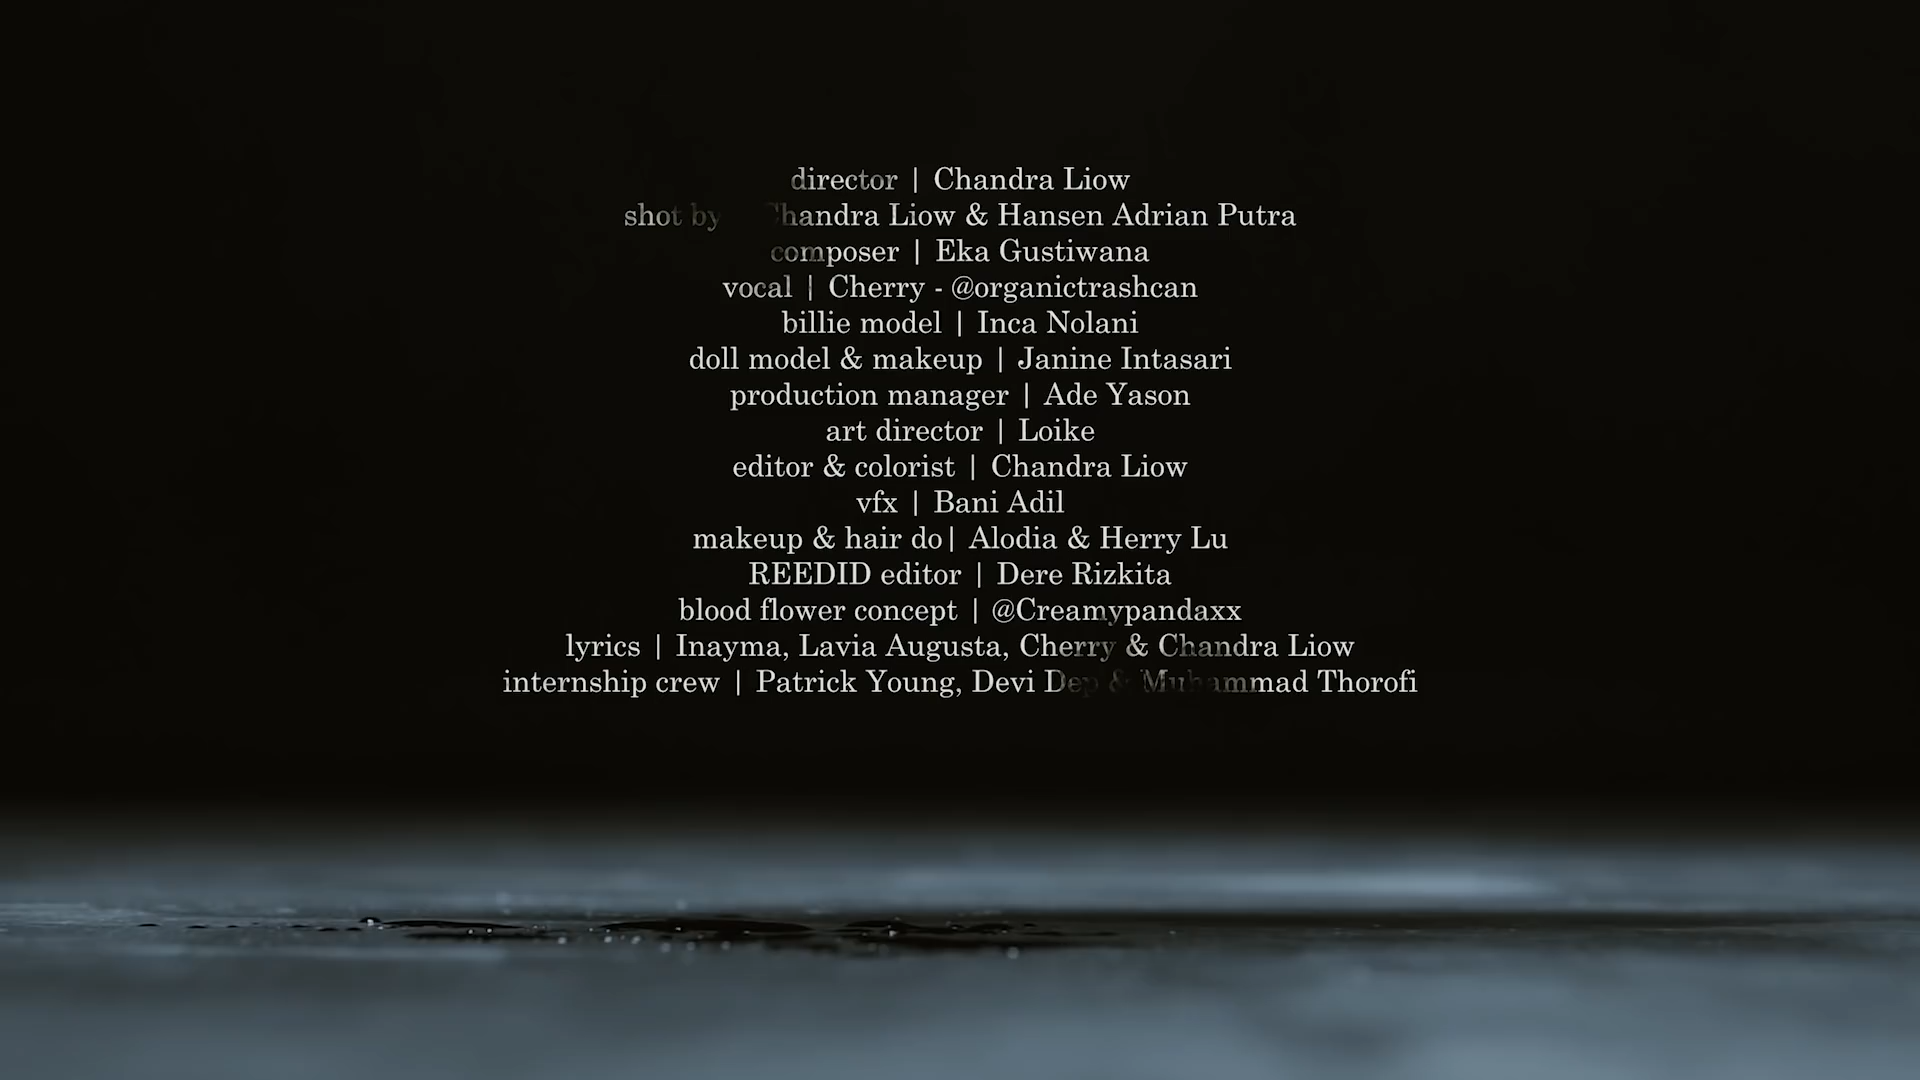 director | Chandra Liow
shot by Chandra Liow & Hansen Adrian Putra
composer | Eka Gustiwana
vocal | Cherry - @organictrashcan
billie model | Inca Nolani
doll model & makeup | Janine Intasari
production manager | Ade Yason
art director | Loike
editor & colorist | Chandra Liow
vfx | Bani Adil
makeup & hair do| Alodia & Herry Lu
REEDID editor | Dere Rizkita
blood flower concept | @Creamypandaxx
lyrics | Inayma, Lavia Augusta, Cherry & Chandra Liow
internship crew | Patrick Young, Devi Dep & Muhammad Thorofi